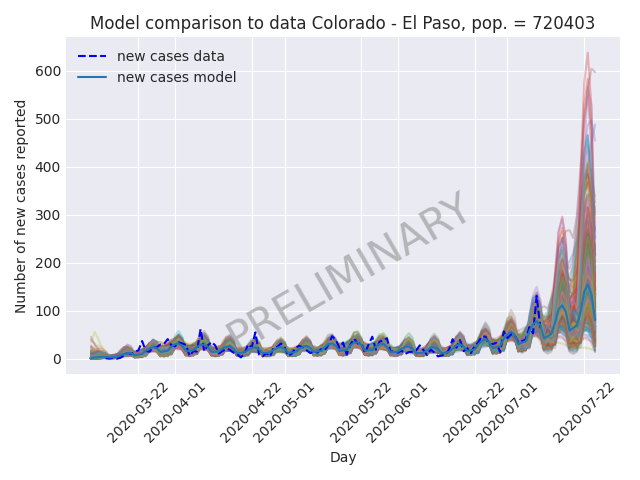 Model comparison to data Colorado - El Paso, pop. = 720403
new cases data
new cases model
Number of new cases reported
600
500
400
300
200
100
0
PRELIMINARY
2020-03-22
2020-04-01
2020-04-22
2020-05-01
2020-05-22
2020-06-01
2020-06-22
2020-07-01
2020-07-22
Day